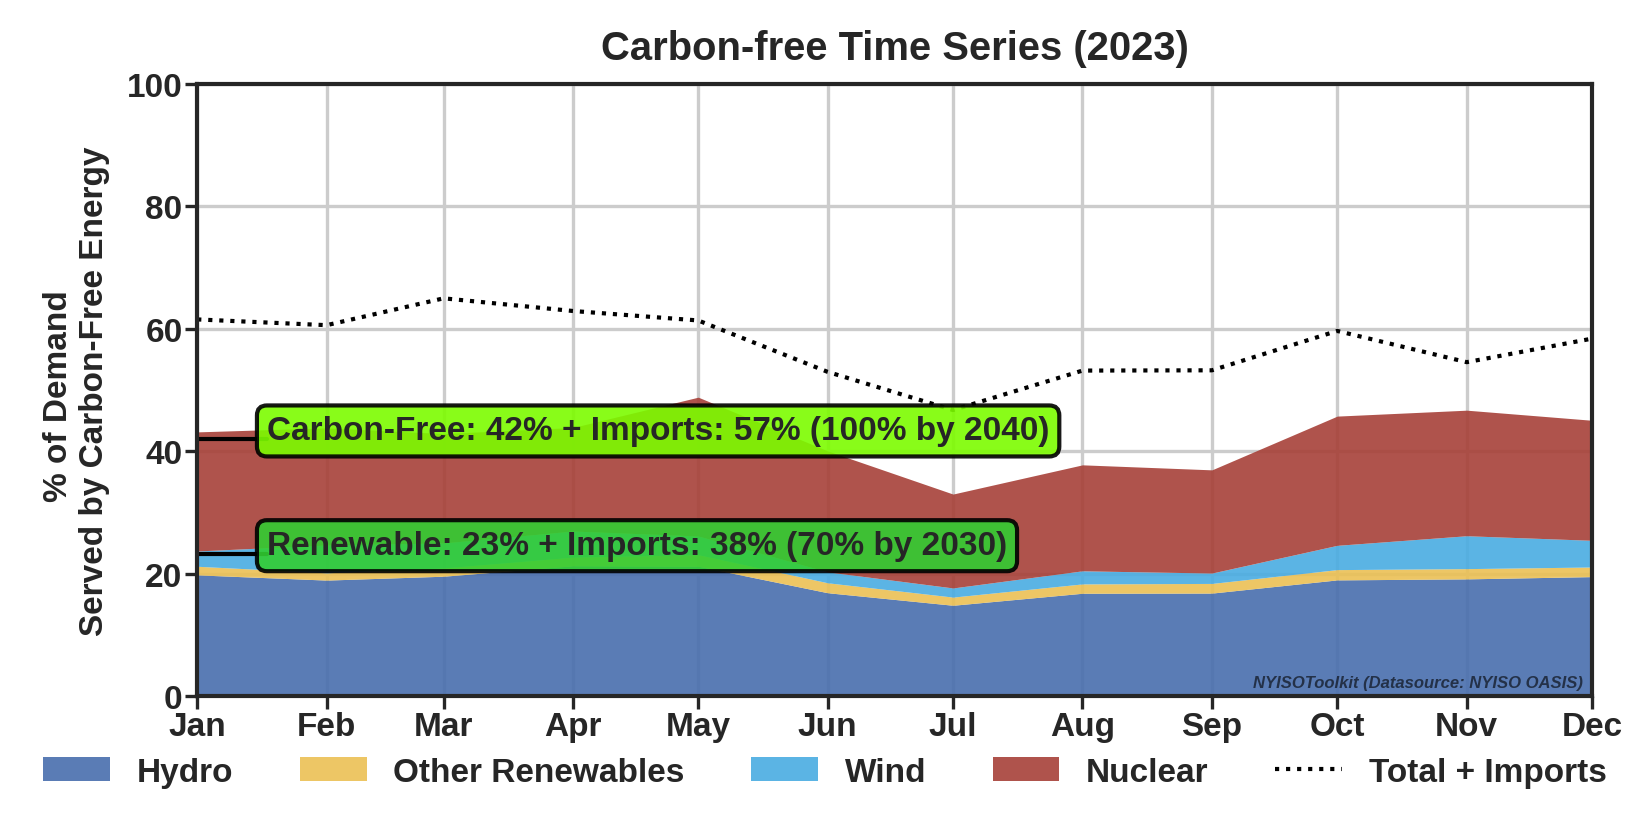 Carbon-free Time Series (2023)
% of Demand
Served by Carbon-Free Energy
100
80
60
40
20
0
Carbon-Free: 42% + Imports: 57% (100% by 2040)
Renewable: 23% + Imports: 38% (70% by 2030)
NYISOToolkit (Datasource: NYISO OASIS)
Jan Feb Mar Apr May Jun Jul Aug Sep Oct Nov Dec
Hydro Other Renewables Wind Nuclear Total + Imports